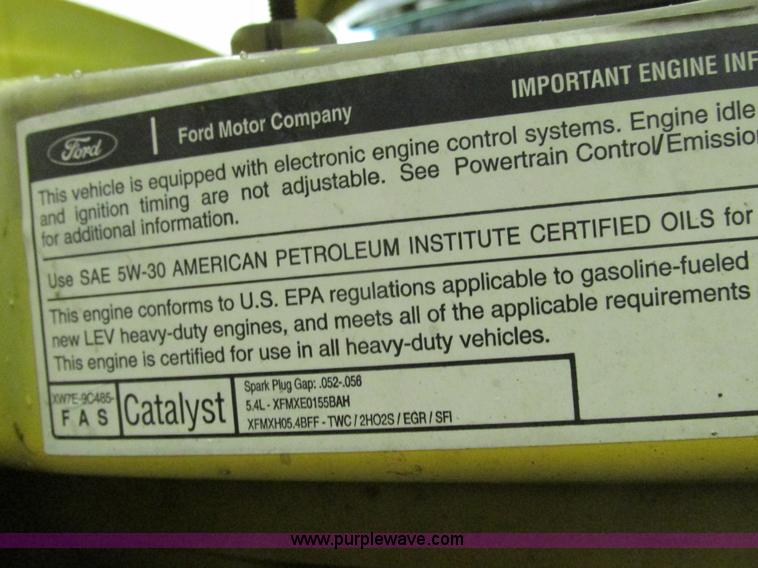 IMPORTANT ENGINE INF
Ford
Ford Motor Company
This vehicle is equipped with electronic engine control systems. Engine idle
and ignition timing are not adjustable. See Powertrain Control/Emission
for additional information.
Use SAE 5W-30 AMERICAN PETROLEUM INSTITUTE CERTIFIED OILS for
This engine conforms to U.S. EPA regulations applicable to gasoline-fueled
new LEV heavy-duty engines, and meets all of the applicable requirements
This engine is certified for use in all heavy-duty vehicles.
XW7E-9C485-
F A S
Catalyst
Spark Plug Gap: .052-.056
5.4L - XFMXE0155BAH
XFMXH05.4BFF - TWC / 2HO2S / EGR / SFI
www.purplewave.com